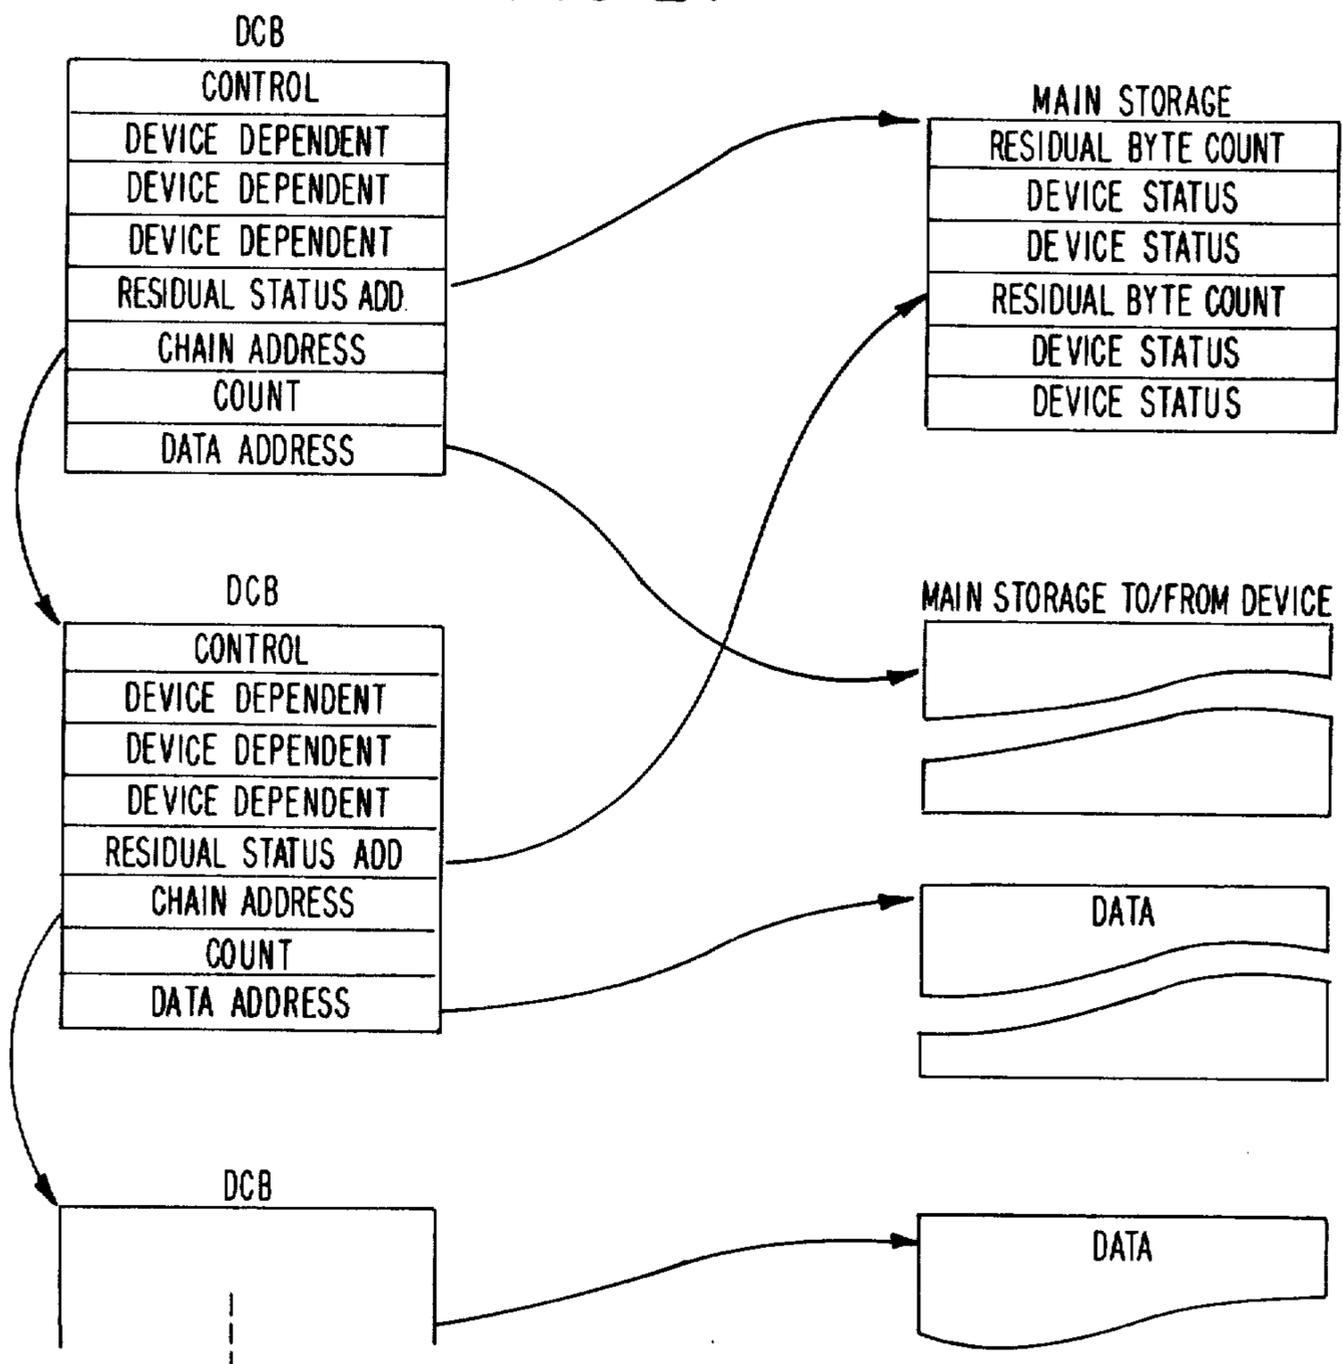 DCB
CONTROL
DEVICE DEPENDENT
DEVICE DEPENDENT
DEVICE DEPENDENT
RESIDUAL STATUS ADD.
CHAIN ADDRESS
COUNT
DATA ADDRESS
MAIN STORAGE
RESIDUAL BYTE COUNT
DEVICE STATUS
DEVICE STATUS
RESIDUAL BYTE COUNT
DEVICE STATUS
DEVICE STATUS
DCB
CONTROL
DEVICE DEPENDENT
DEVICE DEPENDENT
DEVICE DEPENDENT
RESIDUAL STATUS ADD
CHAIN ADDRESS
COUNT
DATA ADDRESS
MAIN STORAGE TO/FROM DEVICE
DATA
DCB
DATA